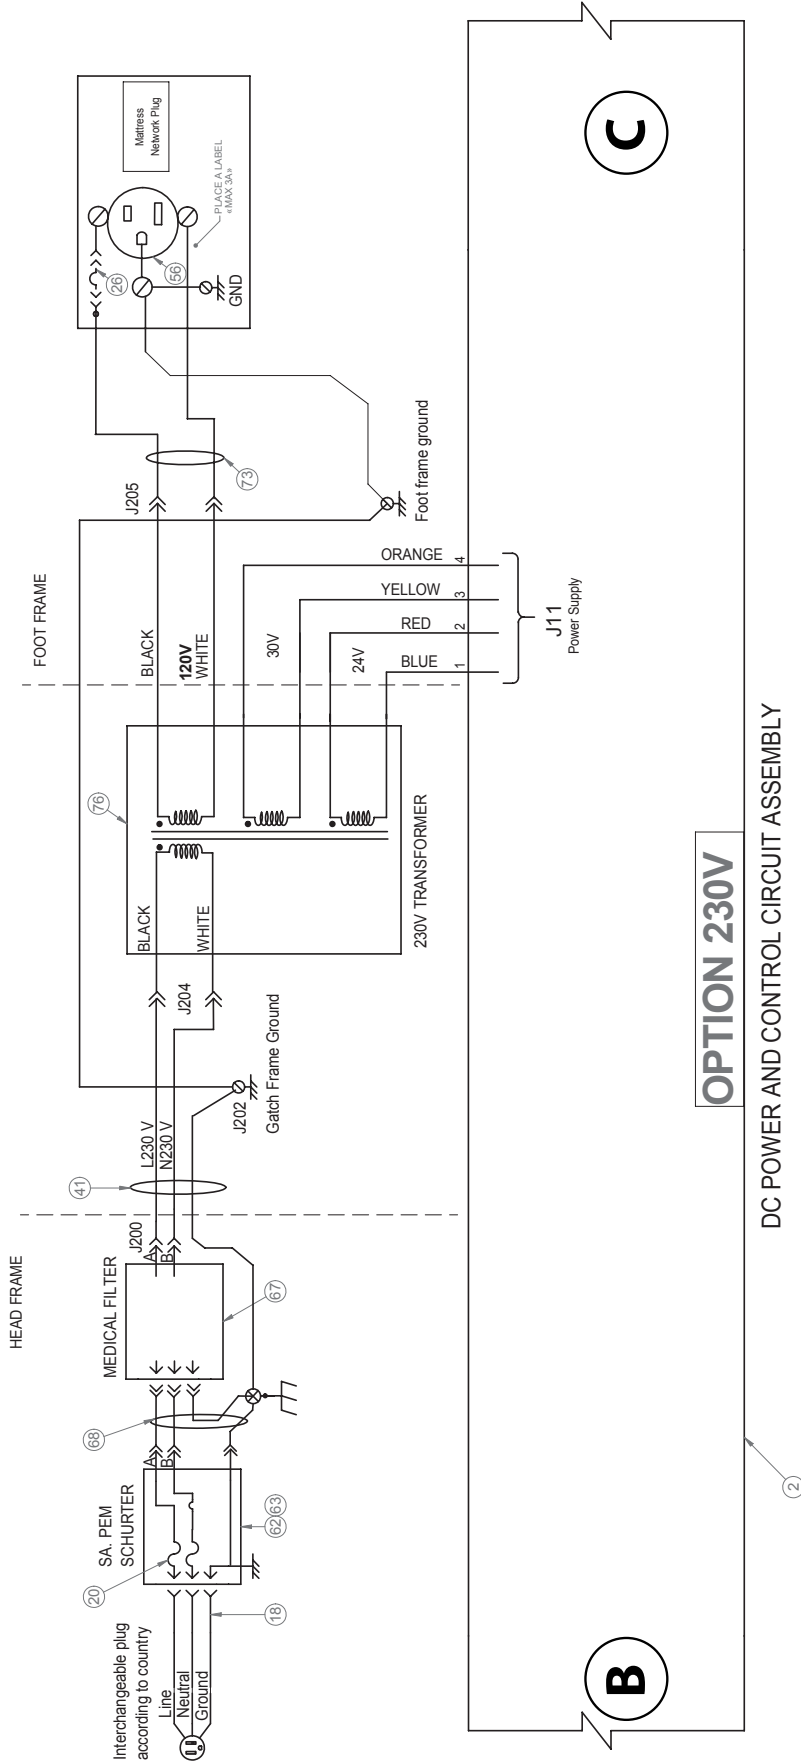 HEAD FRAME
FOOT FRAME
Interchangeable plug
according to country
Line
Neutral
Ground
18
20
SA. PEM
SCHURTER
62
63
A
B
68
MEDICAL FILTER
67
A
B
J200
41
L230 V
N230 V
J202
Gatch Frame Ground
J204
BLACK
WHITE
76
230V TRANSFORMER
BLACK
120V
WHITE
30V
24V
J205
73
BLUE
RED
YELLOW
ORANGE
1
2
3
4
J11
Power Supply
Foot frame ground
GND
26
56
PLACE A LABEL
«MAX 3A»
Mattress
Network Plug
B
C
OPTION 230V
2
DC POWER AND CONTROL CIRCUIT ASSEMBLY